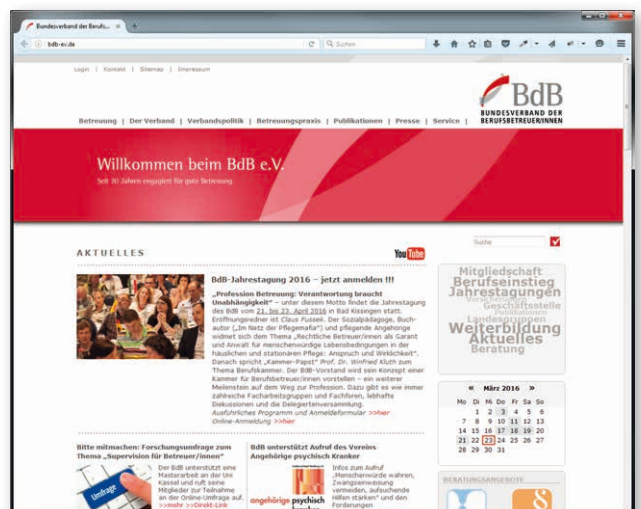 Bundesverband der Berufs...
bdb-ev.de
Suchen
Login | Kontakt | Sitemap | Impressum
BdB
BUNDESVERBAND DER
BERUFSBETREUER/INNEN
Betreuung | Der Verband | Verbandspolitik | Betreuungspraxis | Publikationen | Presse | Service |
Willkommen beim BdB e.V.
Seit 20 Jahren engagiert für gute Betreuung
Suche
AKTUELLES
YouTube
BdB-Jahrestagung 2016 – jetzt anmelden !!!
„Profession Betreuung: Verantwortung braucht
Unabhängigkeit“ – unter diesem Motto findet die Jahrestagung
des BdB vom 21. bis 23. April 2016 in Bad Kissingen statt.
Eröffnungsredner ist Claus Fussek. Der Sozialpädagoge, Buch-
autor („Im Netz der Pflegemafia“) und pflegende Angehörige
widmet sich dem Thema „Rechtliche Betreuer/innen als Garant
und Anwalt für menschenwürdige Lebensbedingungen in der
häuslichen und stationären Pflege: Anspruch und Wirklichkeit“.
Danach spricht „Kammer-Papst“ Prof. Dr. Winfried Kluth zum
Thema Berufskammer. Der BdB-Vorstand wird sein Konzept einer
Kammer für Berufsbetreuer/innen vorstellen – ein weiterer
Meilenstein auf dem Weg zur Profession. Dazu gibt es wie immer
zahlreiche Facharbeitsgruppen und Fachforen, lebhafte
Diskussionen und die Delegiertenversammlung.
Ausführliches Programm und Anmeldeformular >>hier
Online-Anmeldung >>hier
Mitgliedschaft
Berufseinstieg
Jahrestagungen
Geschäftsstelle
Publikationen
Landesgruppen
Weiterbildung
Aktuelles
Beratung
« März 2016 »
Mo Di Mi Do Fr Sa So
1 2 3 4 5 6
7 8 9 10 11 12 13
14 15 16 17 18 19 20
21 22 23 24 25 26 27
28 29 30 31
Bitte mitmachen: Forschungsumfrage zum
Thema „Supervision für Betreuer/innen“
Umfrage
Der BdB unterstützt eine
Masterarbeit an der Uni
Kassel und ruft seine
Mitglieder zur Teilnahme
an der Online-Umfrage auf.
>>mehr >>Direkt-Link
BdB unterstützt Aufruf des Vereins
Angehörige psychisch Kranker
angehörige psychisch
Infos zum Aufruf
„Menschenwürde wahren,
Zwangseinweisung
vermeiden, aufsuchende
Hilfen stärken“ und den
Forderungen
BERATUNGSANGEBOTE
§